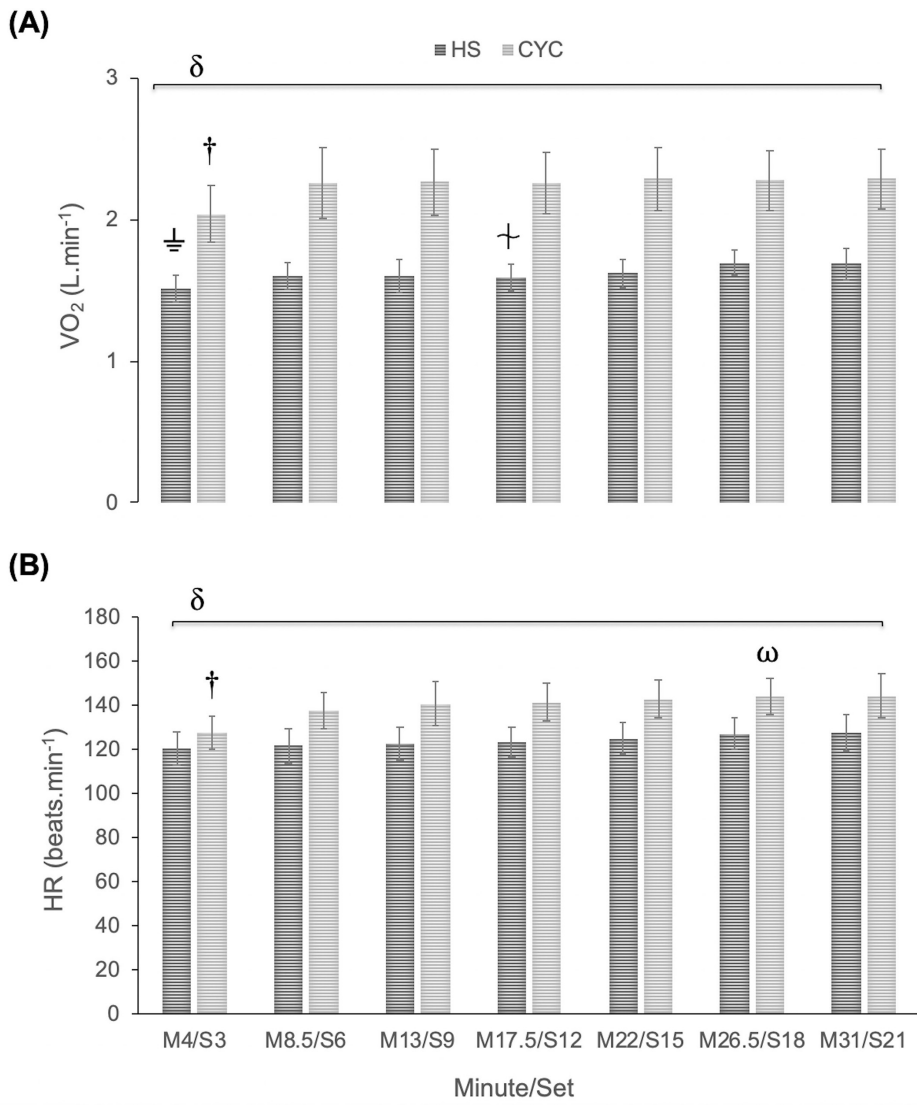 (A)
HS CYC
δ
3
†
2
⏚
⍭
1
0
VO₂ (L.min⁻¹)
(B)
δ
180
160
ω
†
140
120
100
80
60
40
20
0
HR (beats.min⁻¹)
M4/S3 M8.5/S6 M13/S9 M17.5/S12 M22/S15 M26.5/S18 M31/S21
Minute/Set